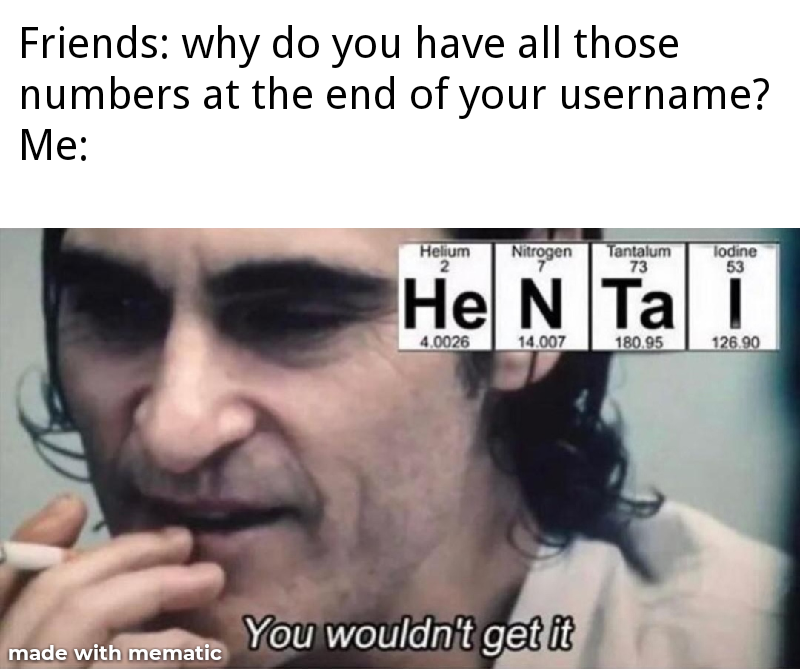 Friends: why do you have all those
numbers at the end of your username?
Me:
Helium Nitrogen Tantalum Iodine
2 7 73 53
He N Ta I
4.0026 14.007 180.95 126.90
You wouldn't get it
made with mematic